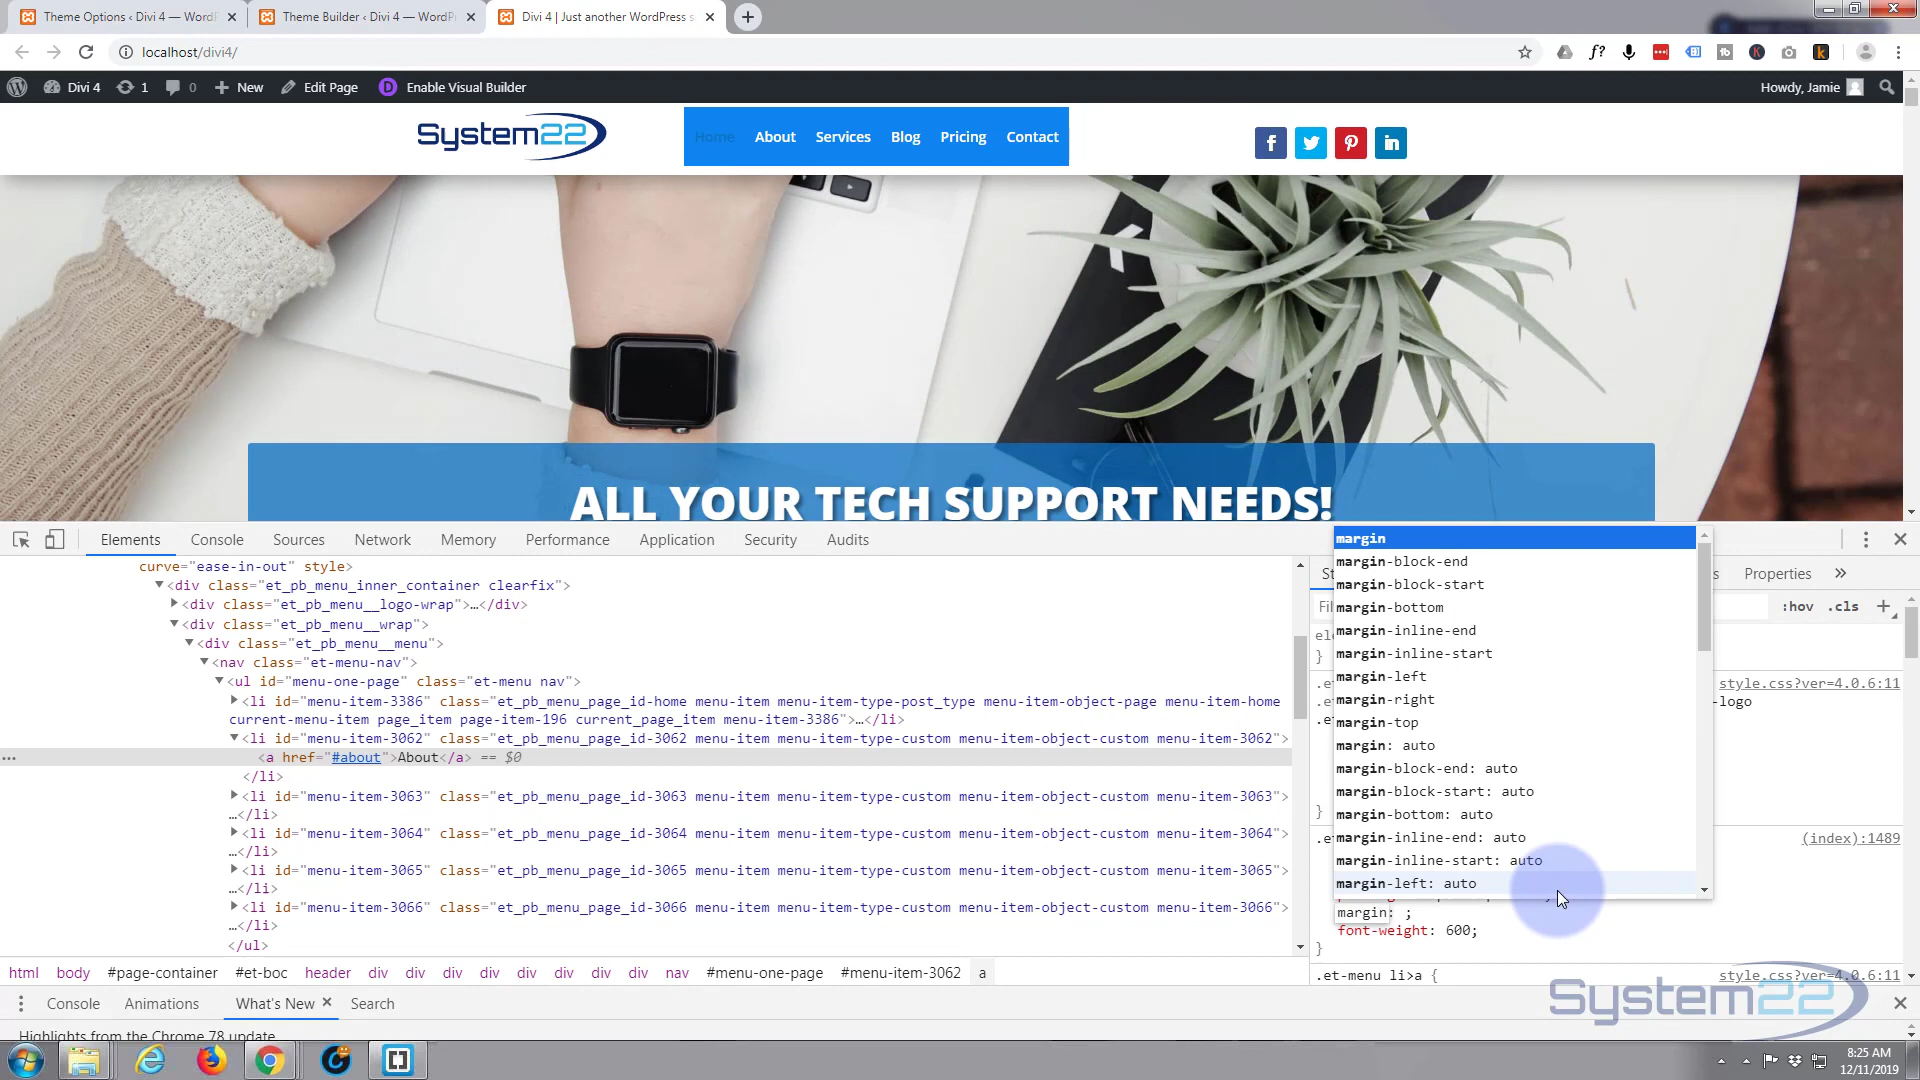 Theme Options ‹ Divi 4 — WordP
Theme Builder ‹ Divi 4 — WordPr
Divi 4 | Just another WordPress s
localhost/divi4/
Divi 4
1
0
New
Edit Page
Enable Visual Builder
Howdy, Jamie
System22
Home
About
Services
Blog
Pricing
Contact
ALL YOUR TECH SUPPORT NEEDS!
Elements
Console
Sources
Network
Memory
Performance
Application
Security
Audits
Properties
:hov
.cls
curve="ease-in-out" style>
<div class="et_pb_menu_inner_container clearfix">
<div class="et_pb_menu__logo-wrap">…</div>
<div class="et_pb_menu__wrap">
<div class="et_pb_menu__menu">
<nav class="et-menu-nav">
<ul id="menu-one-page" class="et-menu nav">
<li id="menu-item-3386" class="et_pb_menu_page_id-home menu-item menu-item-type-post_type menu-item-object-page menu-item-home
current-menu-item page_item page-item-196 current_page_item menu-item-3386">…</li>
<li id="menu-item-3062" class="et_pb_menu_page_id-3062 menu-item menu-item-type-custom menu-item-object-custom menu-item-3062">
<a href="#about">About</a> == $0
</li>
<li id="menu-item-3063" class="et_pb_menu_page_id-3063 menu-item menu-item-type-custom menu-item-object-custom menu-item-3063">
…</li>
<li id="menu-item-3064" class="et_pb_menu_page_id-3064 menu-item menu-item-type-custom menu-item-object-custom menu-item-3064">
…</li>
<li id="menu-item-3065" class="et_pb_menu_page_id-3065 menu-item menu-item-type-custom menu-item-object-custom menu-item-3065">
…</li>
<li id="menu-item-3066" class="et_pb_menu_page_id-3066 menu-item menu-item-type-custom menu-item-object-custom menu-item-3066">
…</li>
</ul>
margin
margin-block-end
margin-block-start
margin-bottom
margin-inline-end
margin-inline-start
margin-left
margin-right
margin-top
margin: auto
margin-block-end: auto
margin-block-start: auto
margin-bottom: auto
margin-inline-end: auto
margin-inline-start: auto
margin-left: auto
style.css?ver=4.0.6:11
-logo
(index):1489
margin: ;
font-weight: 600;
}
.et-menu li>a {
style.css?ver=4.0.6:11
html body #page-container #et-boc header div div div div div div div div nav #menu-one-page #menu-item-3062 a
Console
Animations
What's New
Search
Highlights from the Chrome 78 update
System22
8:25 AM
12/11/2019